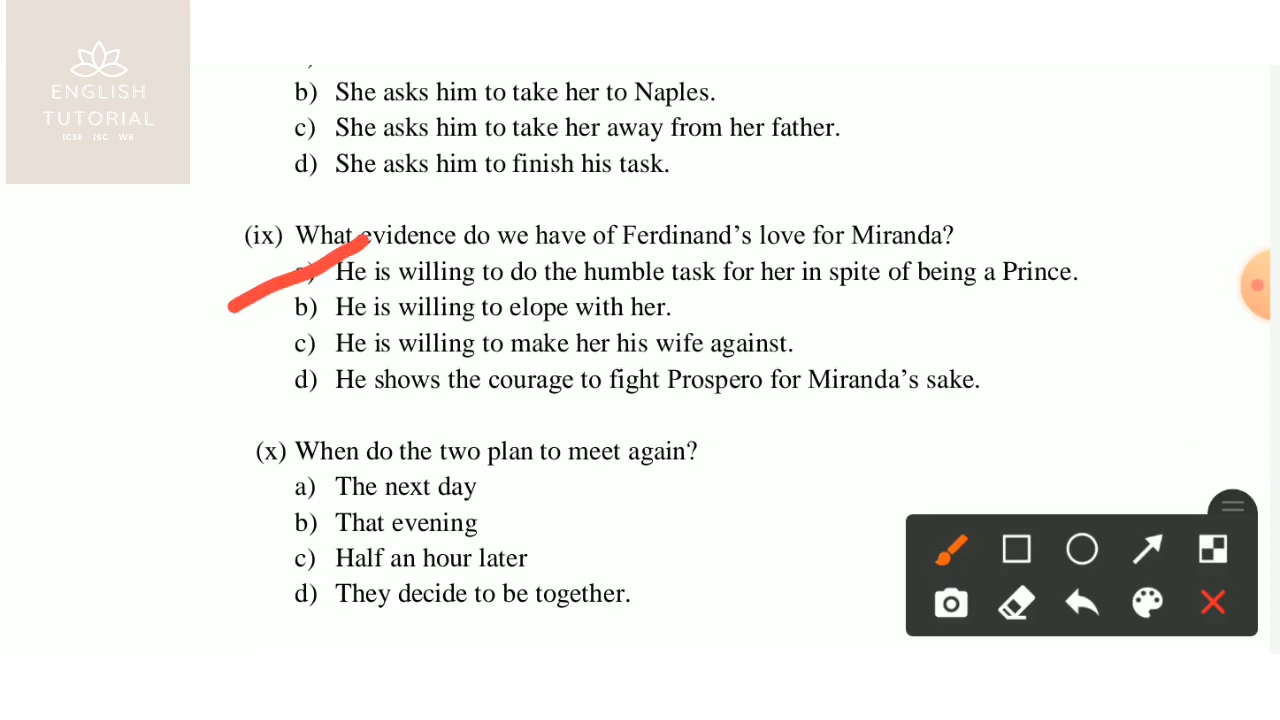 ENGLISH
TUTORIAL
ICSE - ISC - WB
b) She asks him to take her to Naples.
c) She asks him to take her away from her father.
d) She asks him to finish his task.
(ix) What evidence do we have of Ferdinand’s love for Miranda?
a) He is willing to do the humble task for her in spite of being a Prince.
b) He is willing to elope with her.
c) He is willing to make her his wife against.
d) He shows the courage to fight Prospero for Miranda’s sake.
(x) When do the two plan to meet again?
a) The next day
b) That evening
c) Half an hour later
d) They decide to be together.